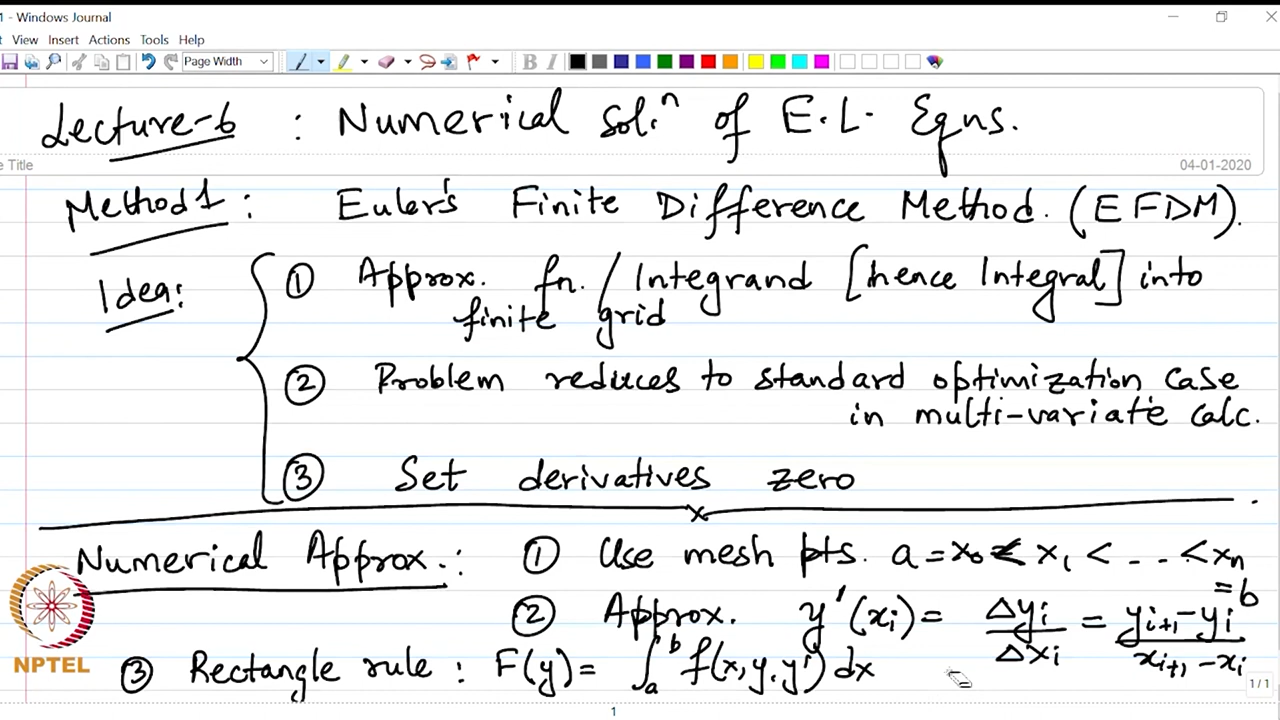 1 - Windows Journal
View Insert Actions Tools Help
Page Width
B I
Lecture-6 : Numerical Sol.ⁿ of E.L. Eqns.
e Title
04-01-2020
Method 1 : Euler's Finite Difference Method. (EFDM).
Idea: ① Approx. fn. / Integrand [hence Integral] into
finite grid
② Problem reduces to standard optimization case
in multi-variate calc.
③ Set derivatives zero
Numerical Approx. : ① Use mesh pts. a = x₀ < x₁ < ... < xₙ
= b
② Approx. y'(xᵢ) = Δyᵢ/Δxᵢ = (yᵢ₊₁ - yᵢ)/(xᵢ₊₁ - xᵢ)
③ Rectangle rule : F(y) = ∫ₐᵇ f(x, y, y') dx
NPTEL
1/1
1